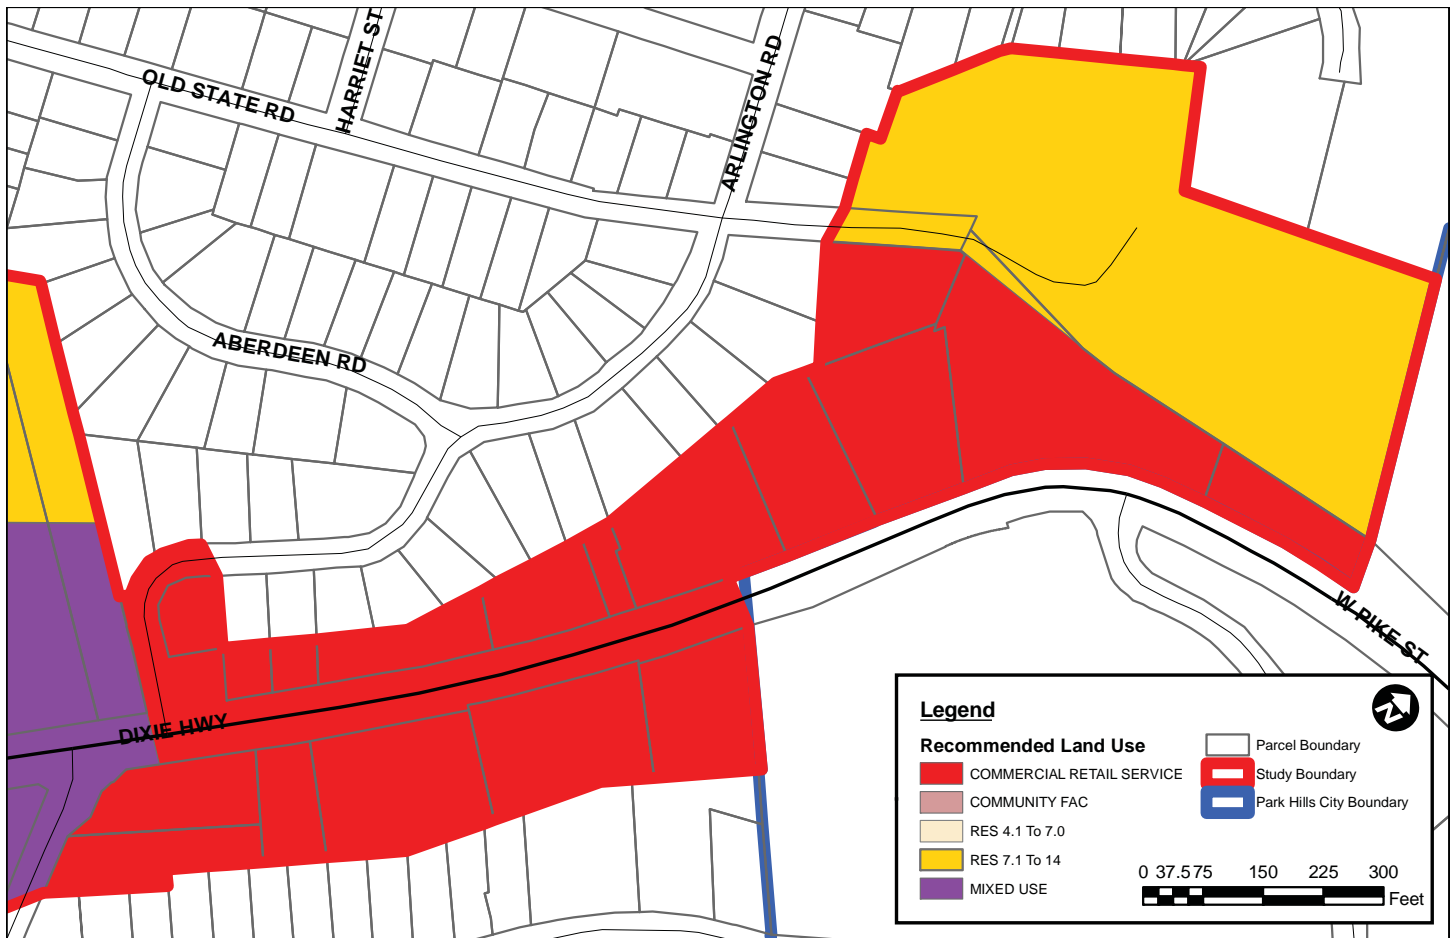 OLD STATE RD
HARRIET ST
ARLINGTON RD
ABERDEEN RD
DIXIE HWY
W PIKE ST
Legend
Recommended Land Use
COMMERCIAL RETAIL SERVICE
COMMUNITY FAC
RES 4.1 To 7.0
RES 7.1 To 14
MIXED USE
N
Parcel Boundary
Study Boundary
Park Hills City Boundary
0 37.575 150 225 300
Feet